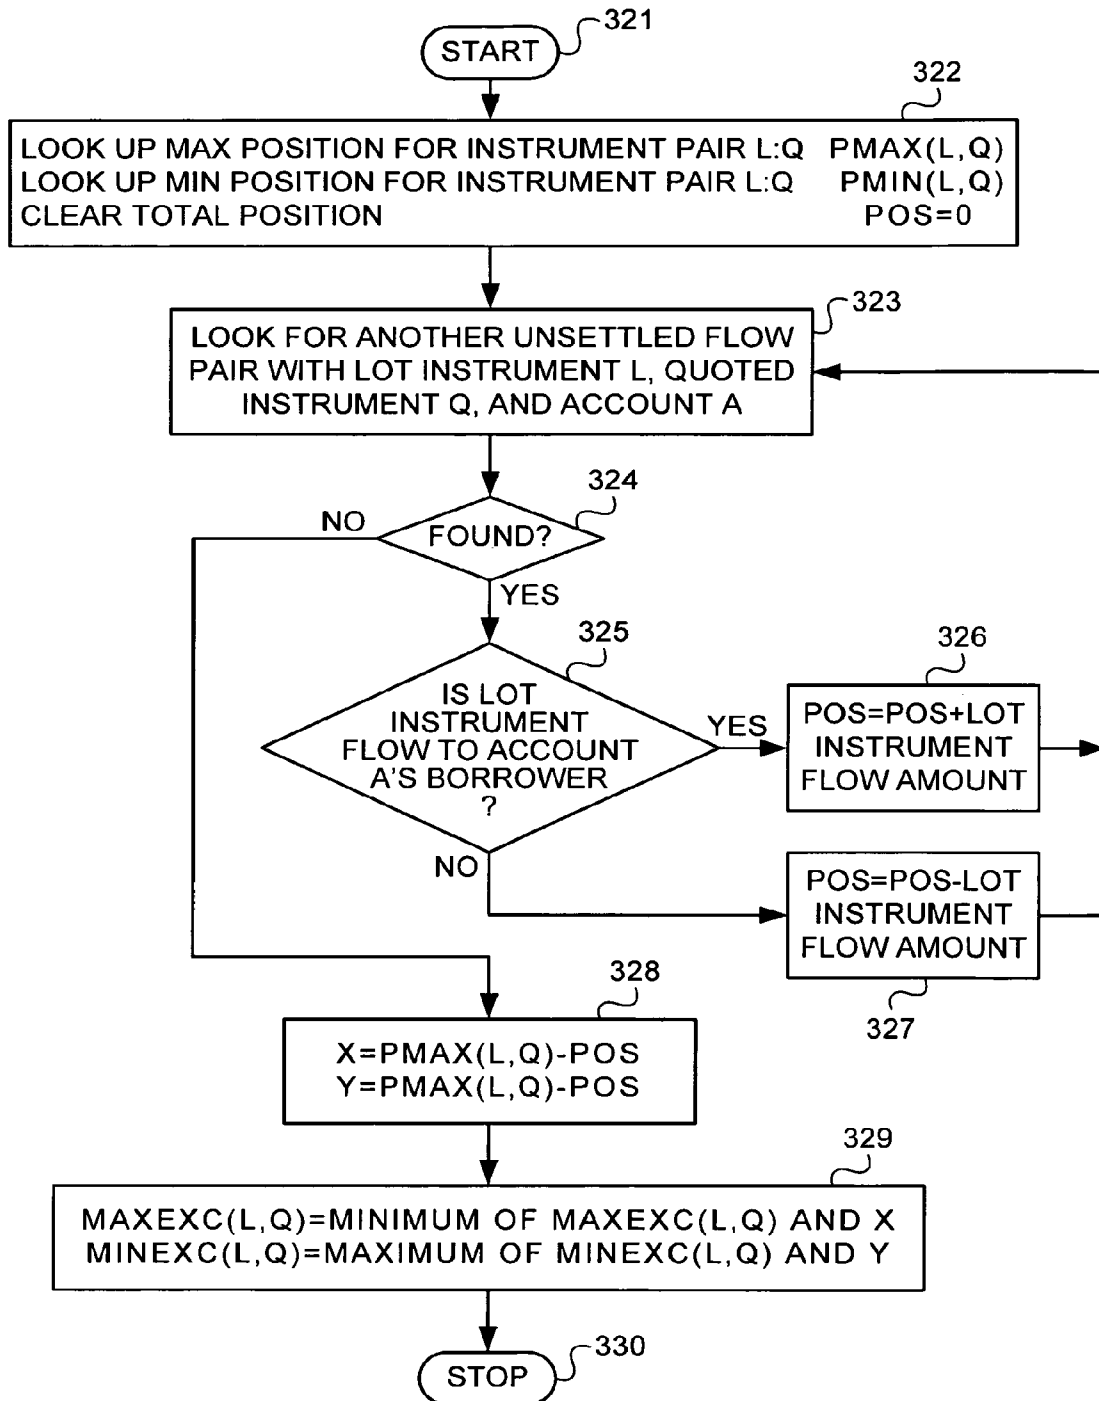 321
START
322
LOOK UP MAX POSITION FOR INSTRUMENT PAIR L:Q PMAX(L,Q)
LOOK UP MIN POSITION FOR INSTRUMENT PAIR L:Q PMIN(L,Q)
CLEAR TOTAL POSITION POS=0
323
LOOK FOR ANOTHER UNSETTLED FLOW
PAIR WITH LOT INSTRUMENT L, QUOTED
INSTRUMENT Q, AND ACCOUNT A
324
NO
FOUND?
YES
325
IS LOT
INSTRUMENT
FLOW TO ACCOUNT
A'S BORROWER
?
YES
326
POS=POS+LOT
INSTRUMENT
FLOW AMOUNT
NO
POS=POS-LOT
INSTRUMENT
FLOW AMOUNT
327
328
X=PMAX(L,Q)-POS
Y=PMAX(L,Q)-POS
329
MAXEXC(L,Q)=MINIMUM OF MAXEXC(L,Q) AND X
MINEXC(L,Q)=MAXIMUM OF MINEXC(L,Q) AND Y
330
STOP